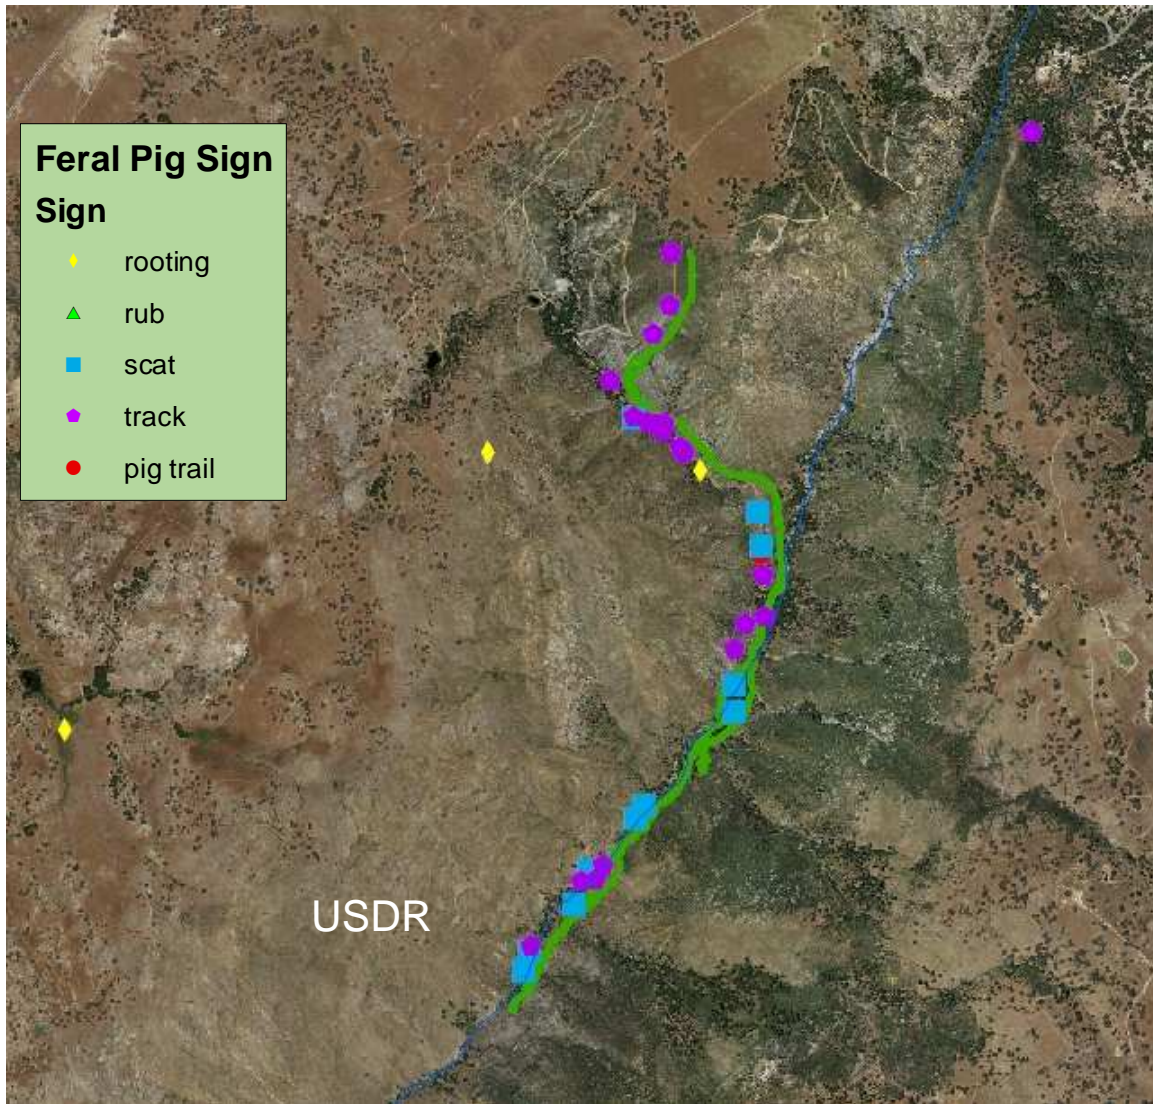 Feral Pig Sign
Sign
rooting
rub
scat
track
pig trail
USDR